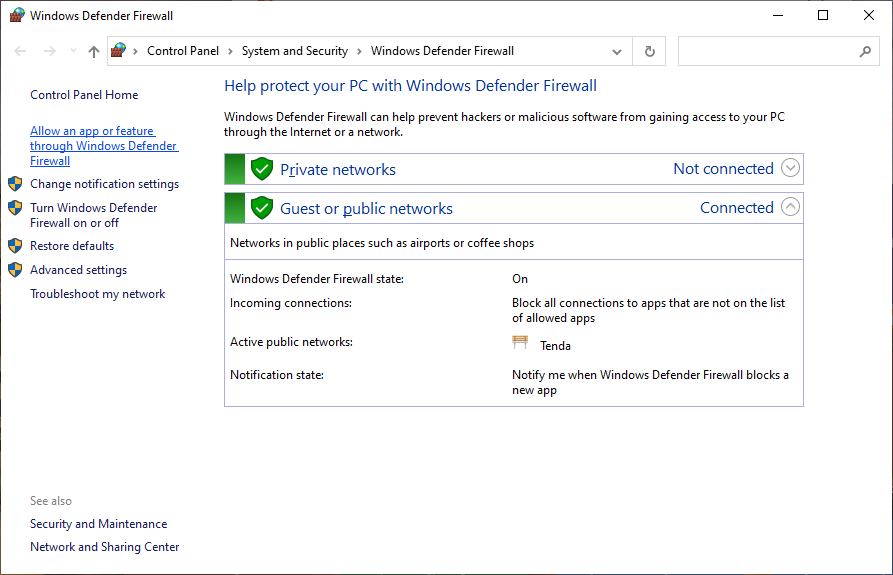 Windows Defender Firewall
Control Panel
System and Security
Windows Defender Firewall
Control Panel Home
Allow an app or feature
through Windows Defender
Firewall
Change notification settings
Turn Windows Defender
Firewall on or off
Restore defaults
Advanced settings
Troubleshoot my network
See also
Security and Maintenance
Network and Sharing Center
Help protect your PC with Windows Defender Firewall
Windows Defender Firewall can help prevent hackers or malicious software from gaining access to your PC
through the Internet or a network.
Private networks Not connected
Guest or public networks Connected
Networks in public places such as airports or coffee shops
Windows Defender Firewall state: On
Incoming connections: Block all connections to apps that are not on the list
of allowed apps
Active public networks: Tenda
Notification state: Notify me when Windows Defender Firewall blocks a
new app